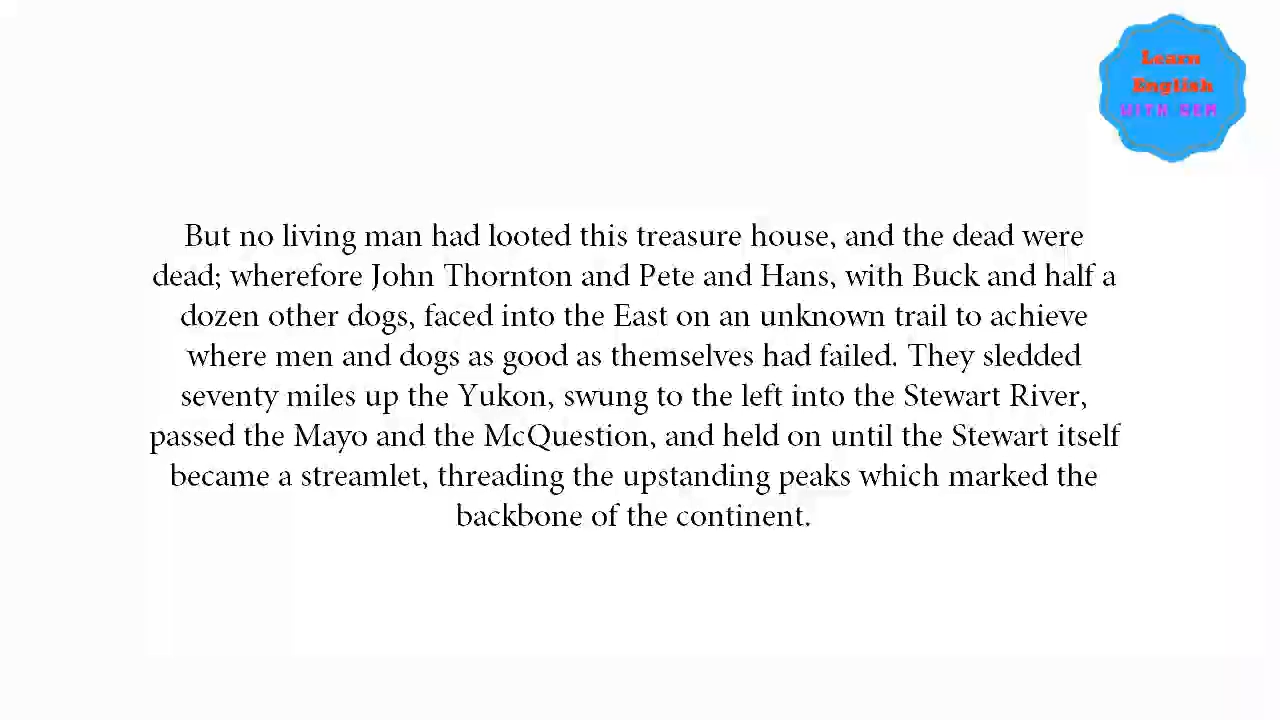 Learn
English
WITH GEM
But no living man had looted this treasure house, and the dead were
dead; wherefore John Thornton and Pete and Hans, with Buck and half a
dozen other dogs, faced into the East on an unknown trail to achieve
where men and dogs as good as themselves had failed. They sledded
seventy miles up the Yukon, swung to the left into the Stewart River,
passed the Mayo and the McQuestion, and held on until the Stewart itself
became a streamlet, threading the upstanding peaks which marked the
backbone of the continent.